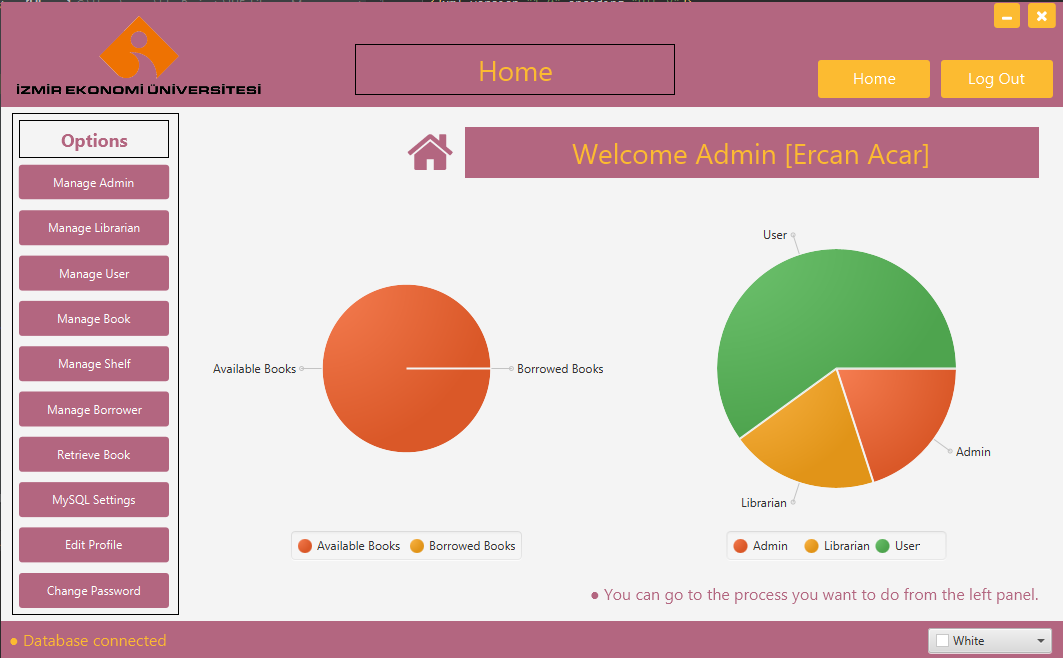 İZMİR EKONOMİ ÜNİVERSİTESİ
Home
Home
Log Out
Options
Manage Admin
Manage Librarian
Manage User
Manage Book
Manage Shelf
Manage Borrower
Retrieve Book
MySQL Settings
Edit Profile
Change Password
Welcome Admin [Ercan Acar]
Available Books
Borrowed Books
Available Books Borrowed Books
User
Admin
Librarian
Admin Librarian User
● You can go to the process you want to do from the left panel.
● Database connected
White